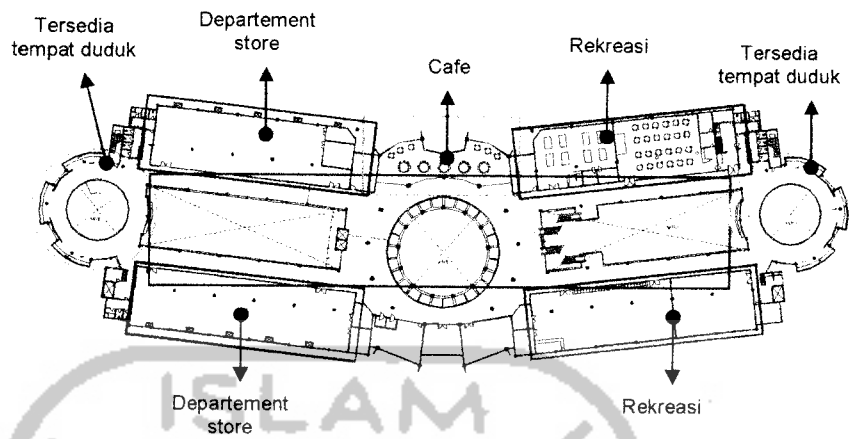 Tersedia
tempat duduk
Departement
store
Cafe
Rekreasi
Tersedia
tempat duduk
Departement
store
Rekreasi
ISLAM